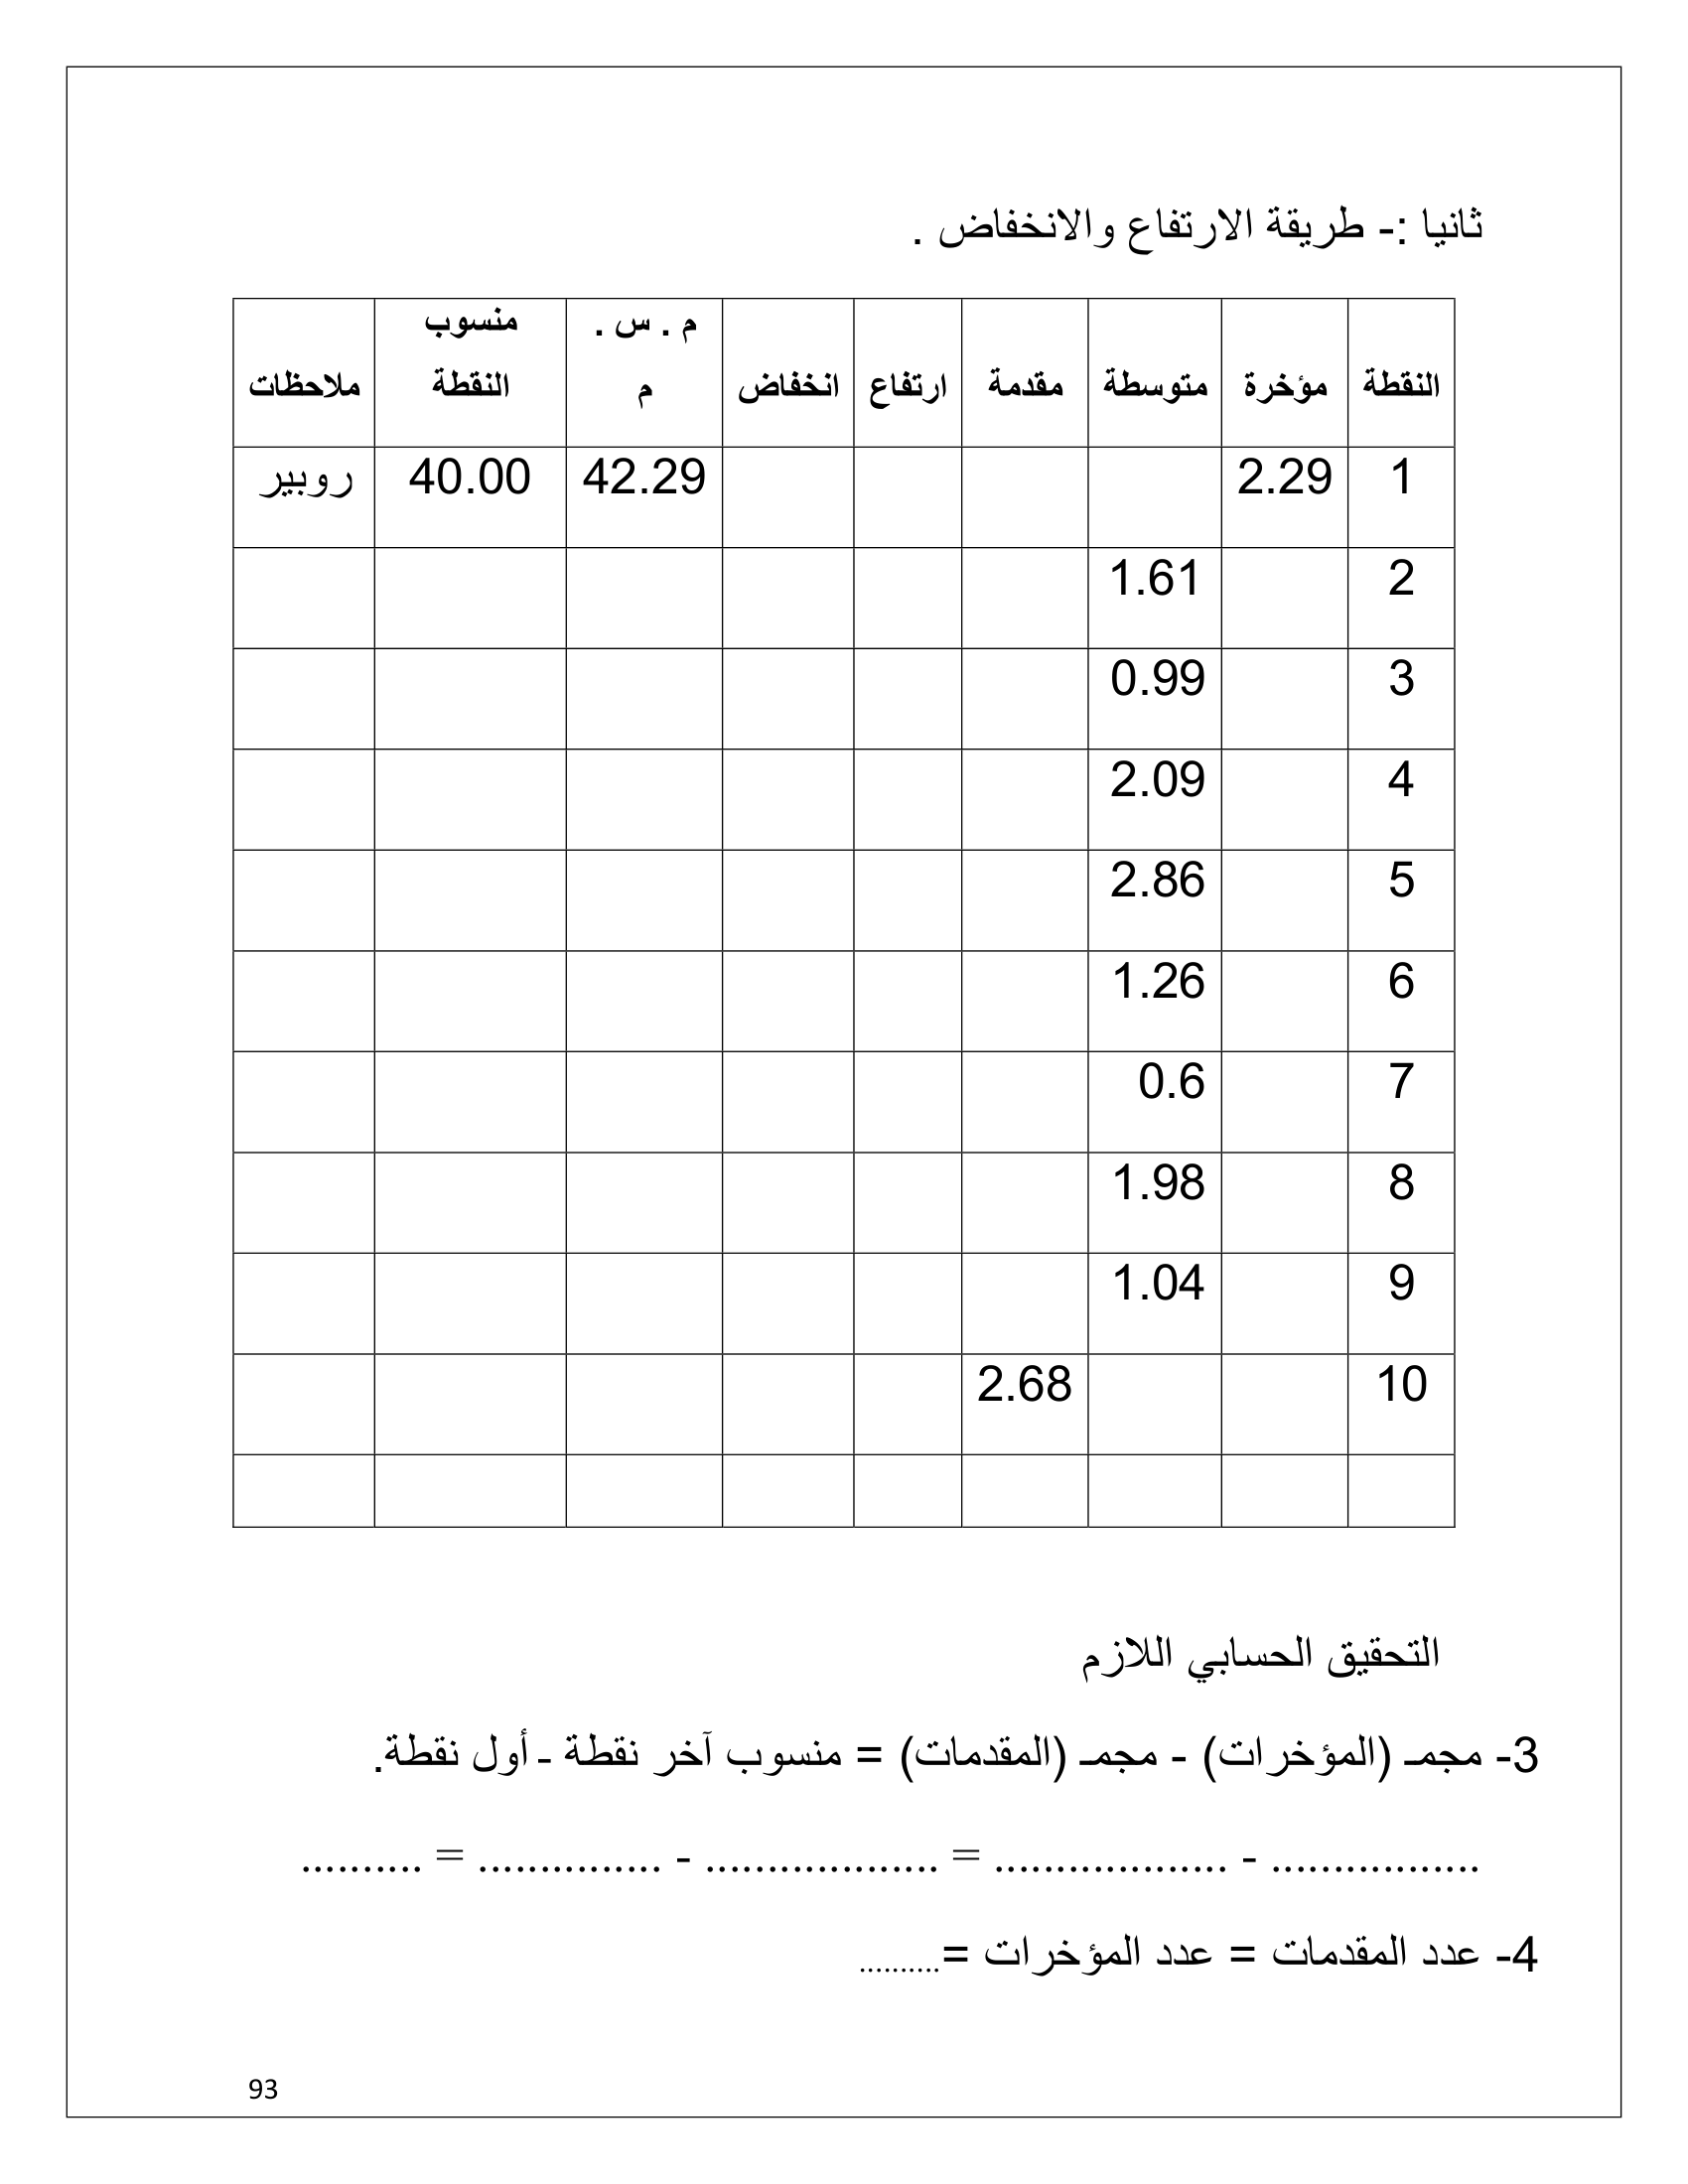 ثانيا :- طريقة الارتفاع والانخفاض .
النقطة مؤخرة متوسطة مقدمة ارتفاع انخفاض م . س . م منسوب النقطة ملاحظات
1 2.29 42.29 40.00 روبير
2 1.61
3 0.99
4 2.09
5 2.86
6 1.26
7 0.6
8 1.98
9 1.04
10 2.68
التحقيق الحسابي اللازم
3- مجمـ (المؤخرات) - مجمـ (المقدمات) = منسوب آخر نقطة - أول نقطة.
................. - ................... = ................... - ............... = ..........
4- عدد المقدمات = عدد المؤخرات =..........
93